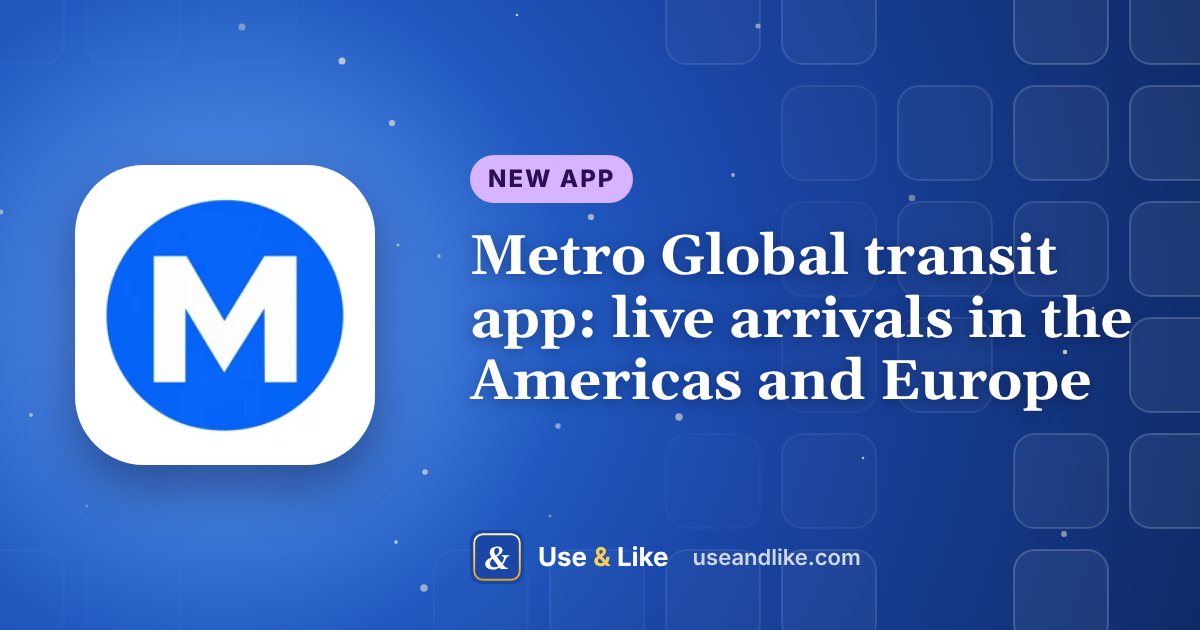 M
NEW APP
Metro Global transit
app: live arrivals in the
Americas and Europe
& Use & Like useandlike.com